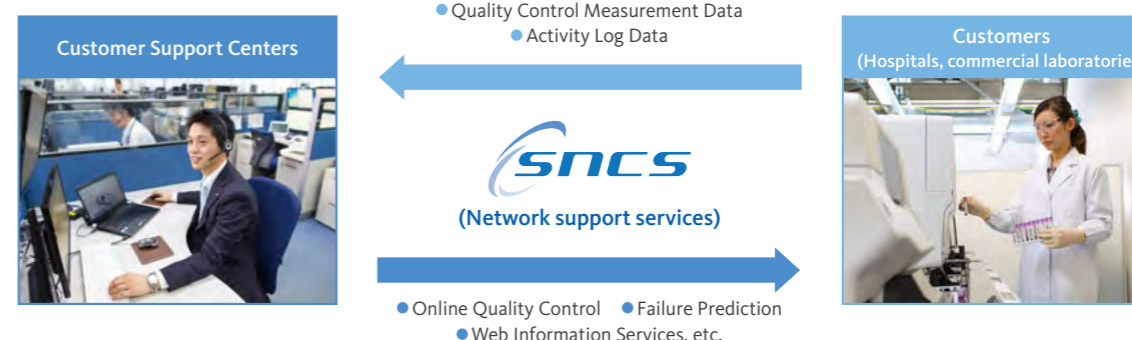 ● Quality Control Measurement Data
● Activity Log Data
Customer Support Centers
Customers
(Hospitals, commercial laboratorie
sncs
(Network support services)
● Online Quality Control ● Failure Prediction
● Web Information Services, etc.